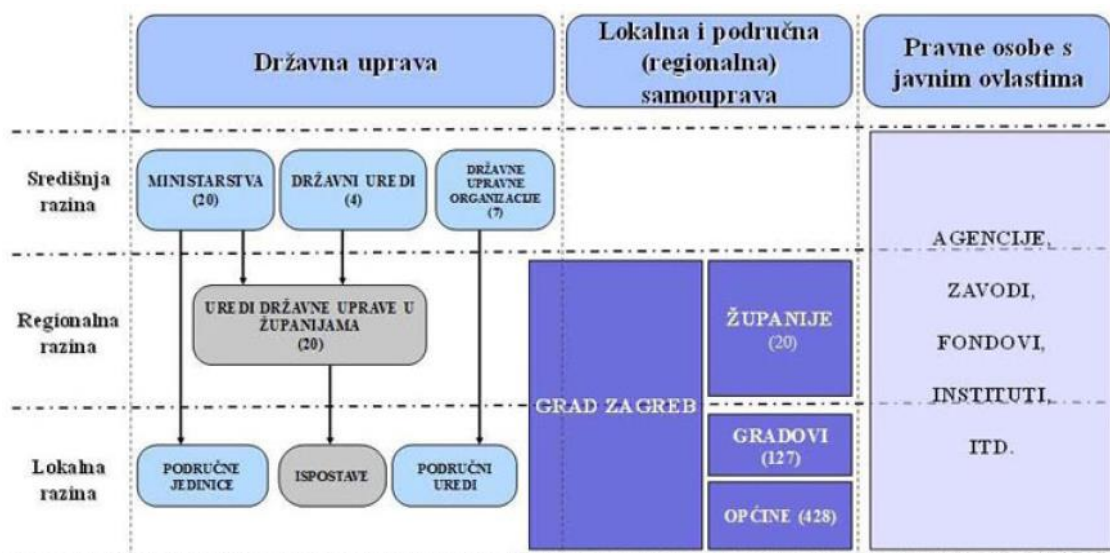 Državna uprava
Lokalna i područna
(regionalna)
samouprava
Pravne osobe s
javnim ovlastima
Središnja
razina
MINISTARSTVA
(20)
DRŽAVNI UREDI
(4)
DRŽAVNE
UPRAVNE
ORGANIZACIJE
(7)
Regionalna
razina
UREDI DRŽAVNE UPRAVE U
ŽUPANIJAMA
(20)
GRAD ZAGREB
ŽUPANIJE
(20)
Lokalna
razina
PODRUČNE
JEDINICE
ISPOSTAVE
PODRUČNI
UREDI
GRADOVI
(127)
OPĆINE (428)
AGENCIJE,
ZAVODI,
FONDOVI,
INSTITUTI,
ITD.